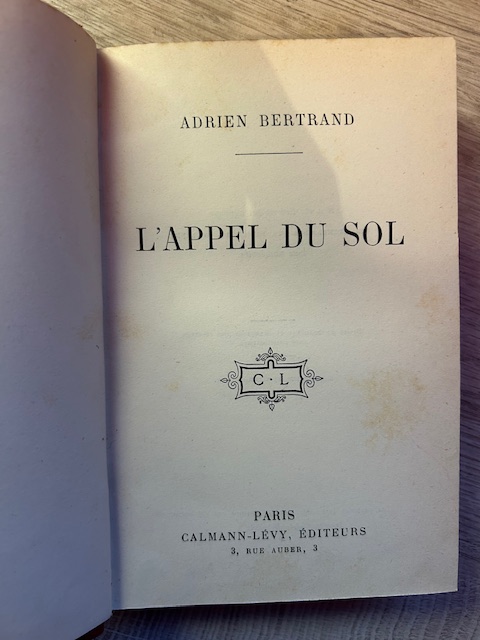 ADRIEN BERTRAND
L'APPEL DU SOL
C · L
PARIS
CALMANN-LÉVY, ÉDITEURS
3, RUE AUBER, 3